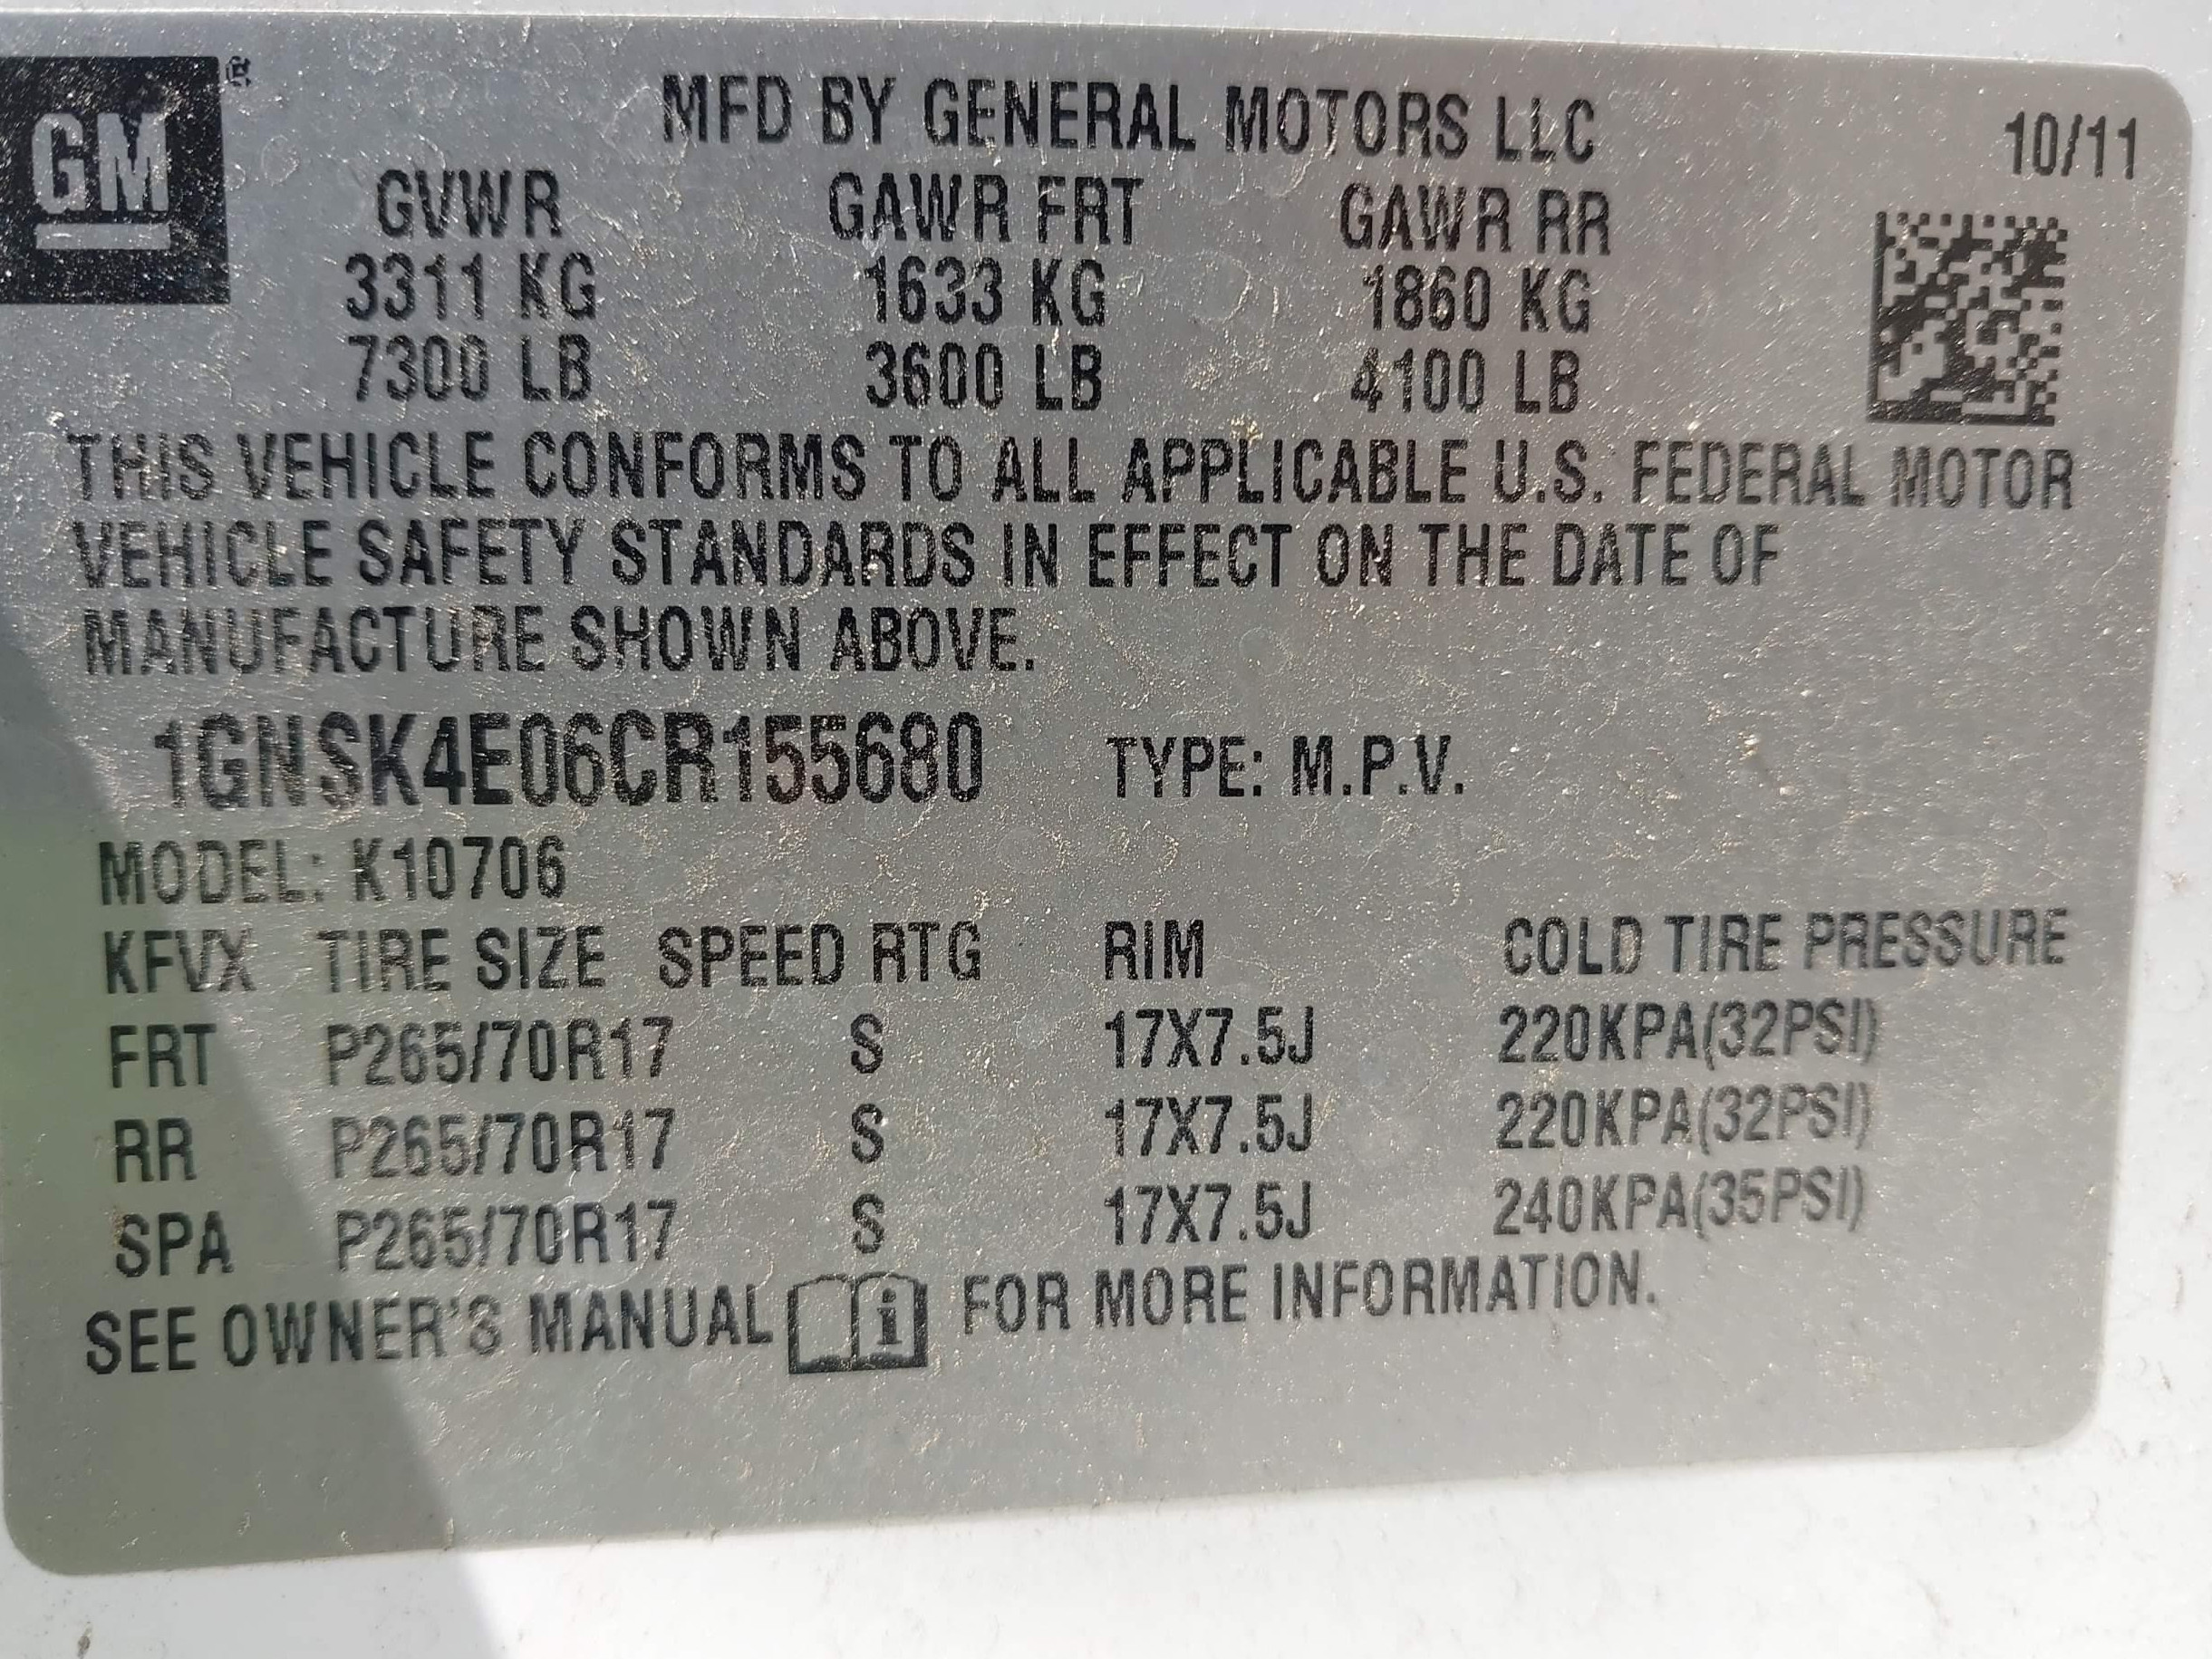 GM ®
MFD BY GENERAL MOTORS LLC 10/11
GVWR GAWR FRT GAWR RR
3311 KG 1633 KG 1860 KG
7300 LB 3600 LB 4100 LB
THIS VEHICLE CONFORMS TO ALL APPLICABLE U.S. FEDERAL MOTOR
VEHICLE SAFETY STANDARDS IN EFFECT ON THE DATE OF
MANUFACTURE SHOWN ABOVE.
1GNSK4E06CR155680 TYPE: M.P.V.
MODEL: K10706
KFVX TIRE SIZE SPEED RTG RIM COLD TIRE PRESSURE
FRT P265/70R17 S 17X7.5J 220KPA(32PSI)
RR P265/70R17 S 17X7.5J 220KPA(32PSI)
SPA P265/70R17 S 17X7.5J 240KPA(35PSI)
SEE OWNER'S MANUAL i FOR MORE INFORMATION.